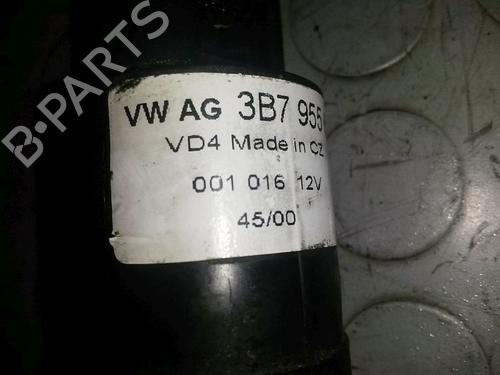 B-PARTS
VW AG 3B7 955
VD4 Made in CZ
001 016 12V
45/00